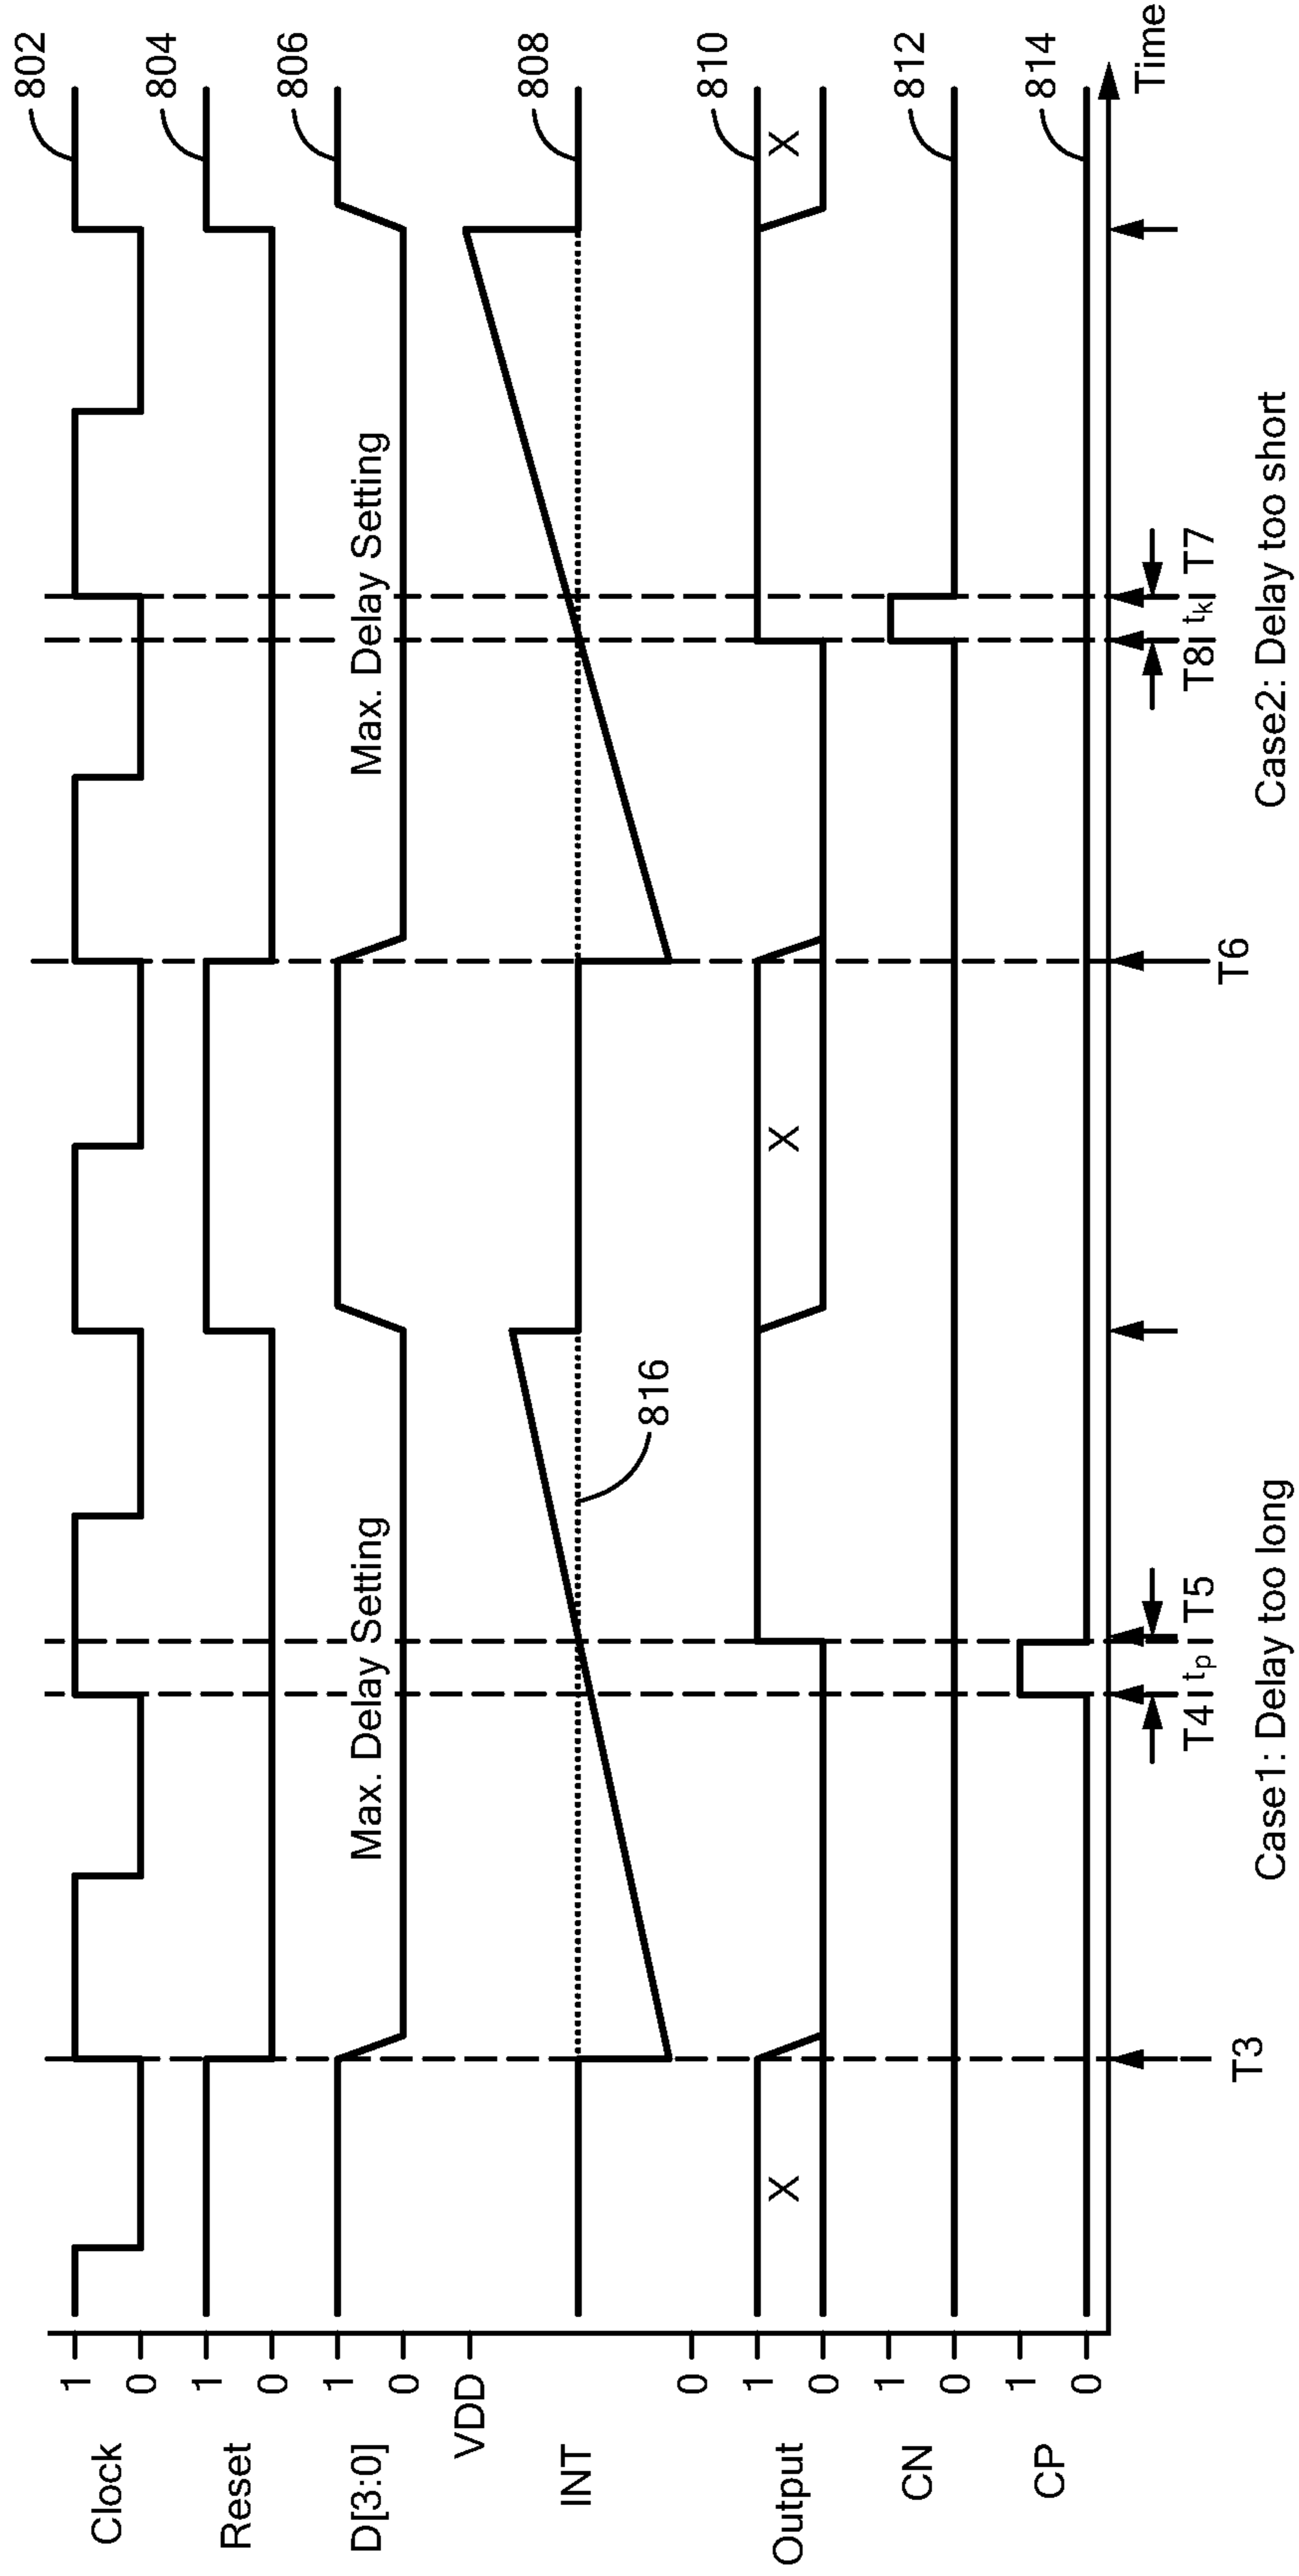 Clock
1
0
802
Reset
1
0
804
D[3:0]
1
0
Max. Delay Setting
Max. Delay Setting
806
VDD
INT
0
816
808
Output
1
0
X
X
X
810
CN
1
0
812
CP
1
0
814
Time
T3
T4
tp
T5
T6
T8
tk
T7
Case1: Delay too long
Case2: Delay too short